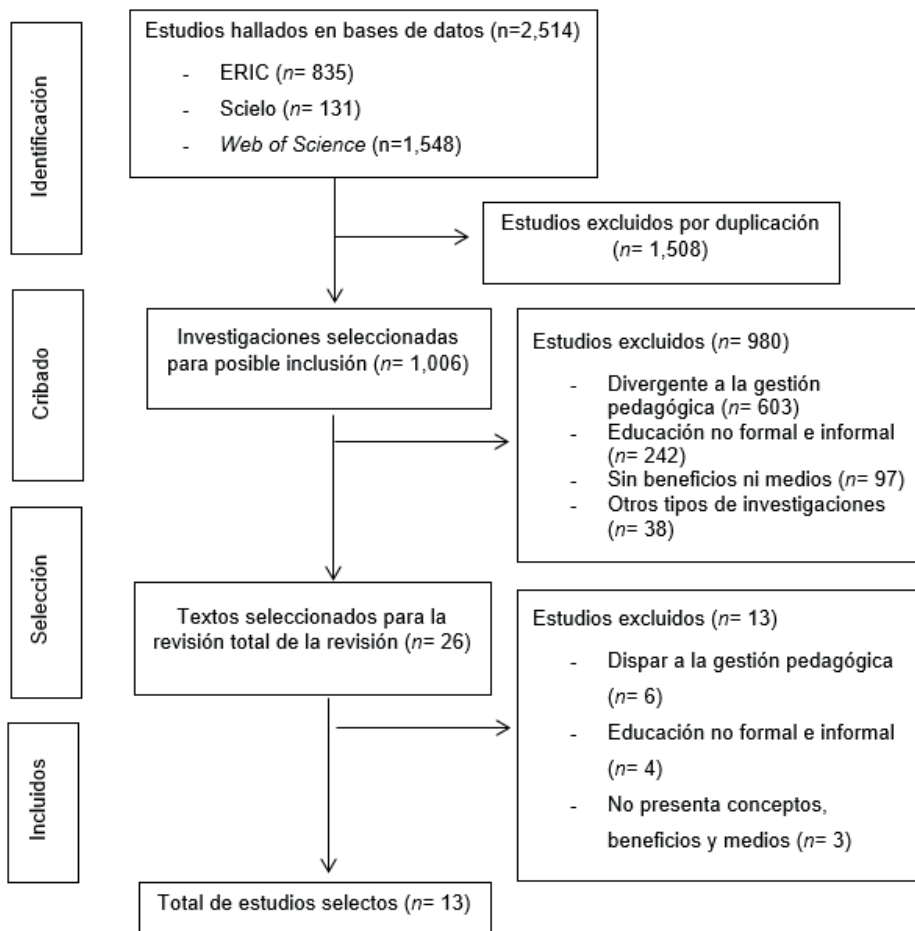 Identificación
Estudios hallados en bases de datos (n=2,514)
- ERIC (n= 835)
- Scielo (n= 131)
- Web of Science (n=1,548)
Estudios excluidos por duplicación
(n= 1,508)
Cribado
Investigaciones seleccionadas
para posible inclusión (n= 1,006)
Estudios excluidos (n= 980)
- Divergente a la gestión
pedagógica (n= 603)
- Educación no formal e informal
(n= 242)
- Sin beneficios ni medios (n= 97)
- Otros tipos de investigaciones
(n= 38)
Selección
Textos seleccionados para la
revisión total de la revisión (n= 26)
Estudios excluidos (n= 13)
- Dispar a la gestión pedagógica
(n= 6)
- Educación no formal e informal
(n= 4)
- No presenta conceptos,
beneficios y medios (n= 3)
Incluidos
Total de estudios selectos (n= 13)